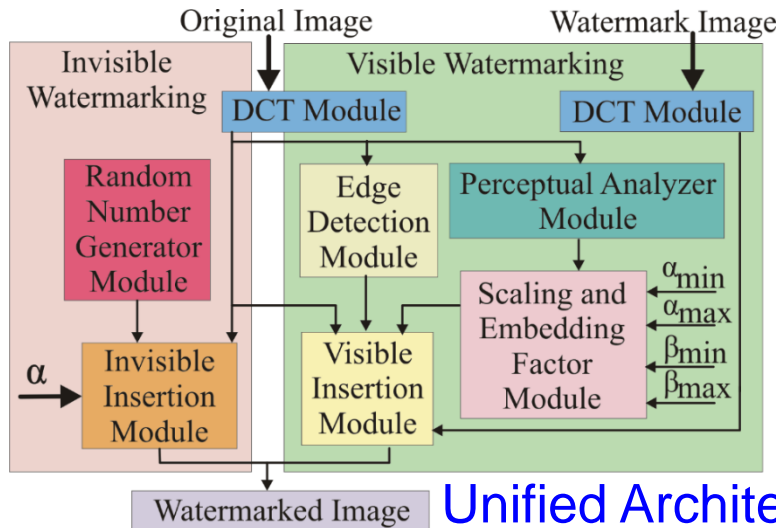 Original Image
Watermark Image
Invisible
Watermarking
Visible Watermarking
DCT Module
DCT Module
Random
Number
Generator
Module
Edge
Detection
Module
Perceptual Analyzer
Module
Scaling and
Embedding
Factor
Module
αmin
αmax
βmin
βmax
α
Invisible
Insertion
Module
Visible
Insertion
Module
Watermarked Image
Unified Archite